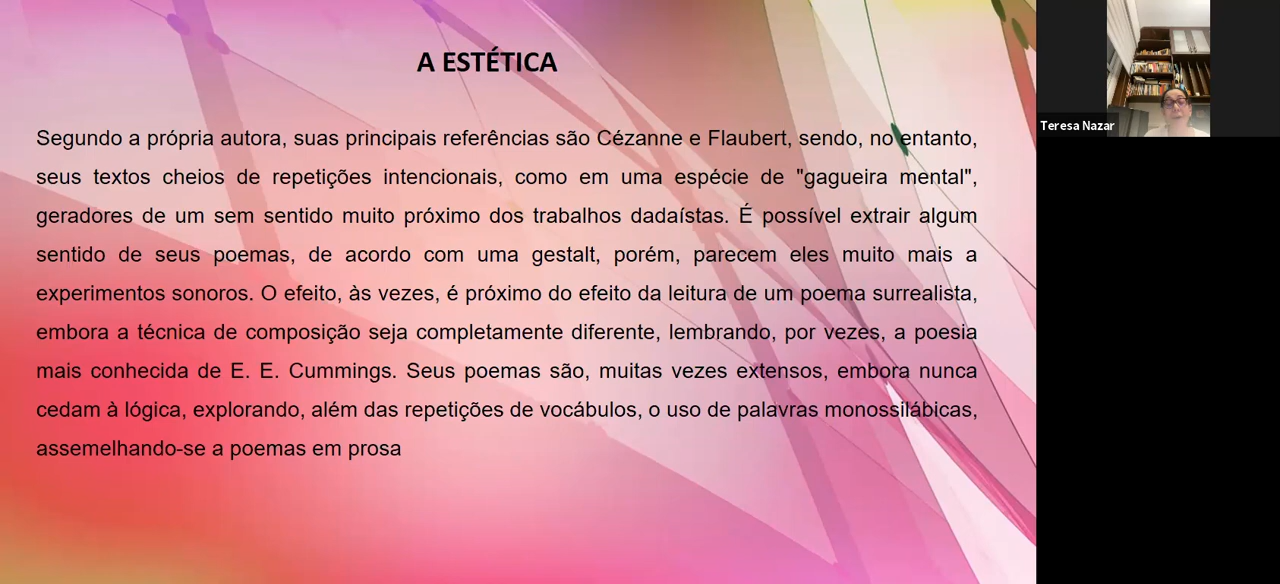 A ESTÉTICA
Segundo a própria autora, suas principais referências são Cézanne e Flaubert, sendo, no entanto,
seus textos cheios de repetições intencionais, como em uma espécie de "gagueira mental",
geradores de um sem sentido muito próximo dos trabalhos dadaístas. É possível extrair algum
sentido de seus poemas, de acordo com uma gestalt, porém, parecem eles muito mais a
experimentos sonoros. O efeito, às vezes, é próximo do efeito da leitura de um poema surrealista,
embora a técnica de composição seja completamente diferente, lembrando, por vezes, a poesia
mais conhecida de E. E. Cummings. Seus poemas são, muitas vezes extensos, embora nunca
cedam à lógica, explorando, além das repetições de vocábulos, o uso de palavras monossilábicas,
assemelhando-se a poemas em prosa
Teresa Nazar